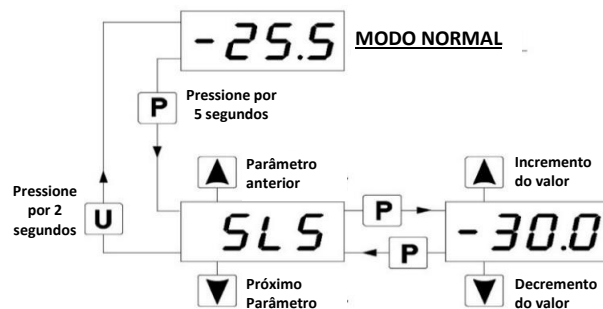 -25.5
MODO NORMAL
P
Pressione por
5 segundos
Parâmetro
anterior
Incremento
do valor
Pressione
por 2
segundos
U
SLS
P
P
-30.0
Próximo
Parâmetro
Decremento
do valor